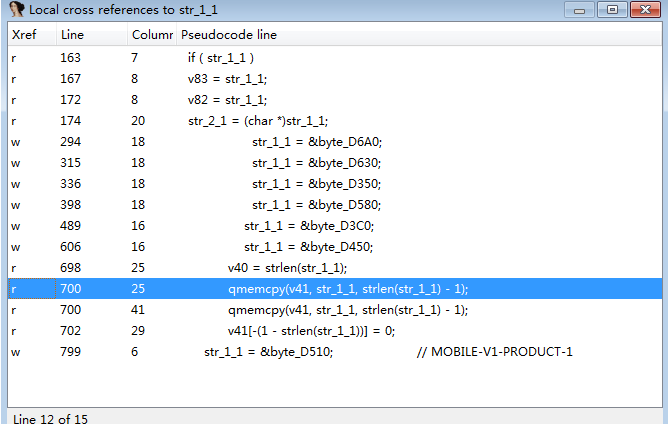 Local cross references to str_1_1
Xref Line Column Pseudocode line
r 163 7 if ( str_1_1 )
r 167 8 v83 = str_1_1;
r 172 8 v82 = str_1_1;
r 174 20 str_2_1 = (char *)str_1_1;
w 294 18 str_1_1 = &byte_D6A0;
w 315 18 str_1_1 = &byte_D630;
w 336 18 str_1_1 = &byte_D350;
w 398 18 str_1_1 = &byte_D580;
w 489 16 str_1_1 = &byte_D3C0;
w 606 16 str_1_1 = &byte_D450;
r 698 25 v40 = strlen(str_1_1);
r 700 25 qmemcpy(v41, str_1_1, strlen(str_1_1) - 1);
r 700 41 qmemcpy(v41, str_1_1, strlen(str_1_1) - 1);
r 702 29 v41[-(1 - strlen(str_1_1))] = 0;
w 799 6 str_1_1 = &byte_D510; // MOBILE-V1-PRODUCT-1
Line 12 of 15